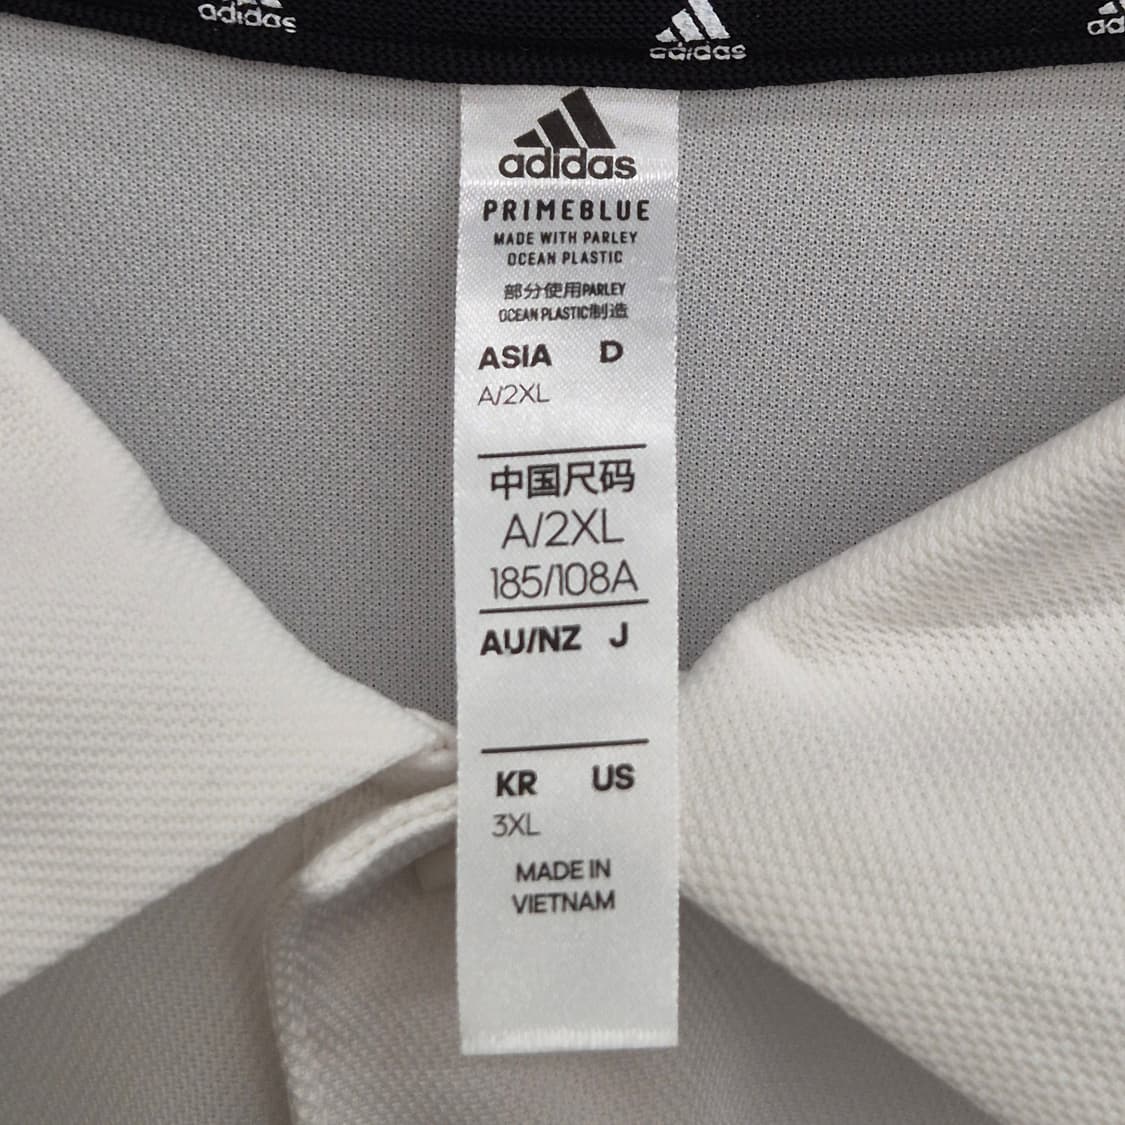 adidas
adidas
ad
adidas
PRIMEBLUE
MADE WITH PARLEY
OCEAN PLASTIC
部分使用PARLEY
OCEAN PLASTIC制造
ASIA D
A/2XL
中国尺码
A/2XL
185/108A
AU/NZ J
KR US
3XL
MADE IN
VIETNAM